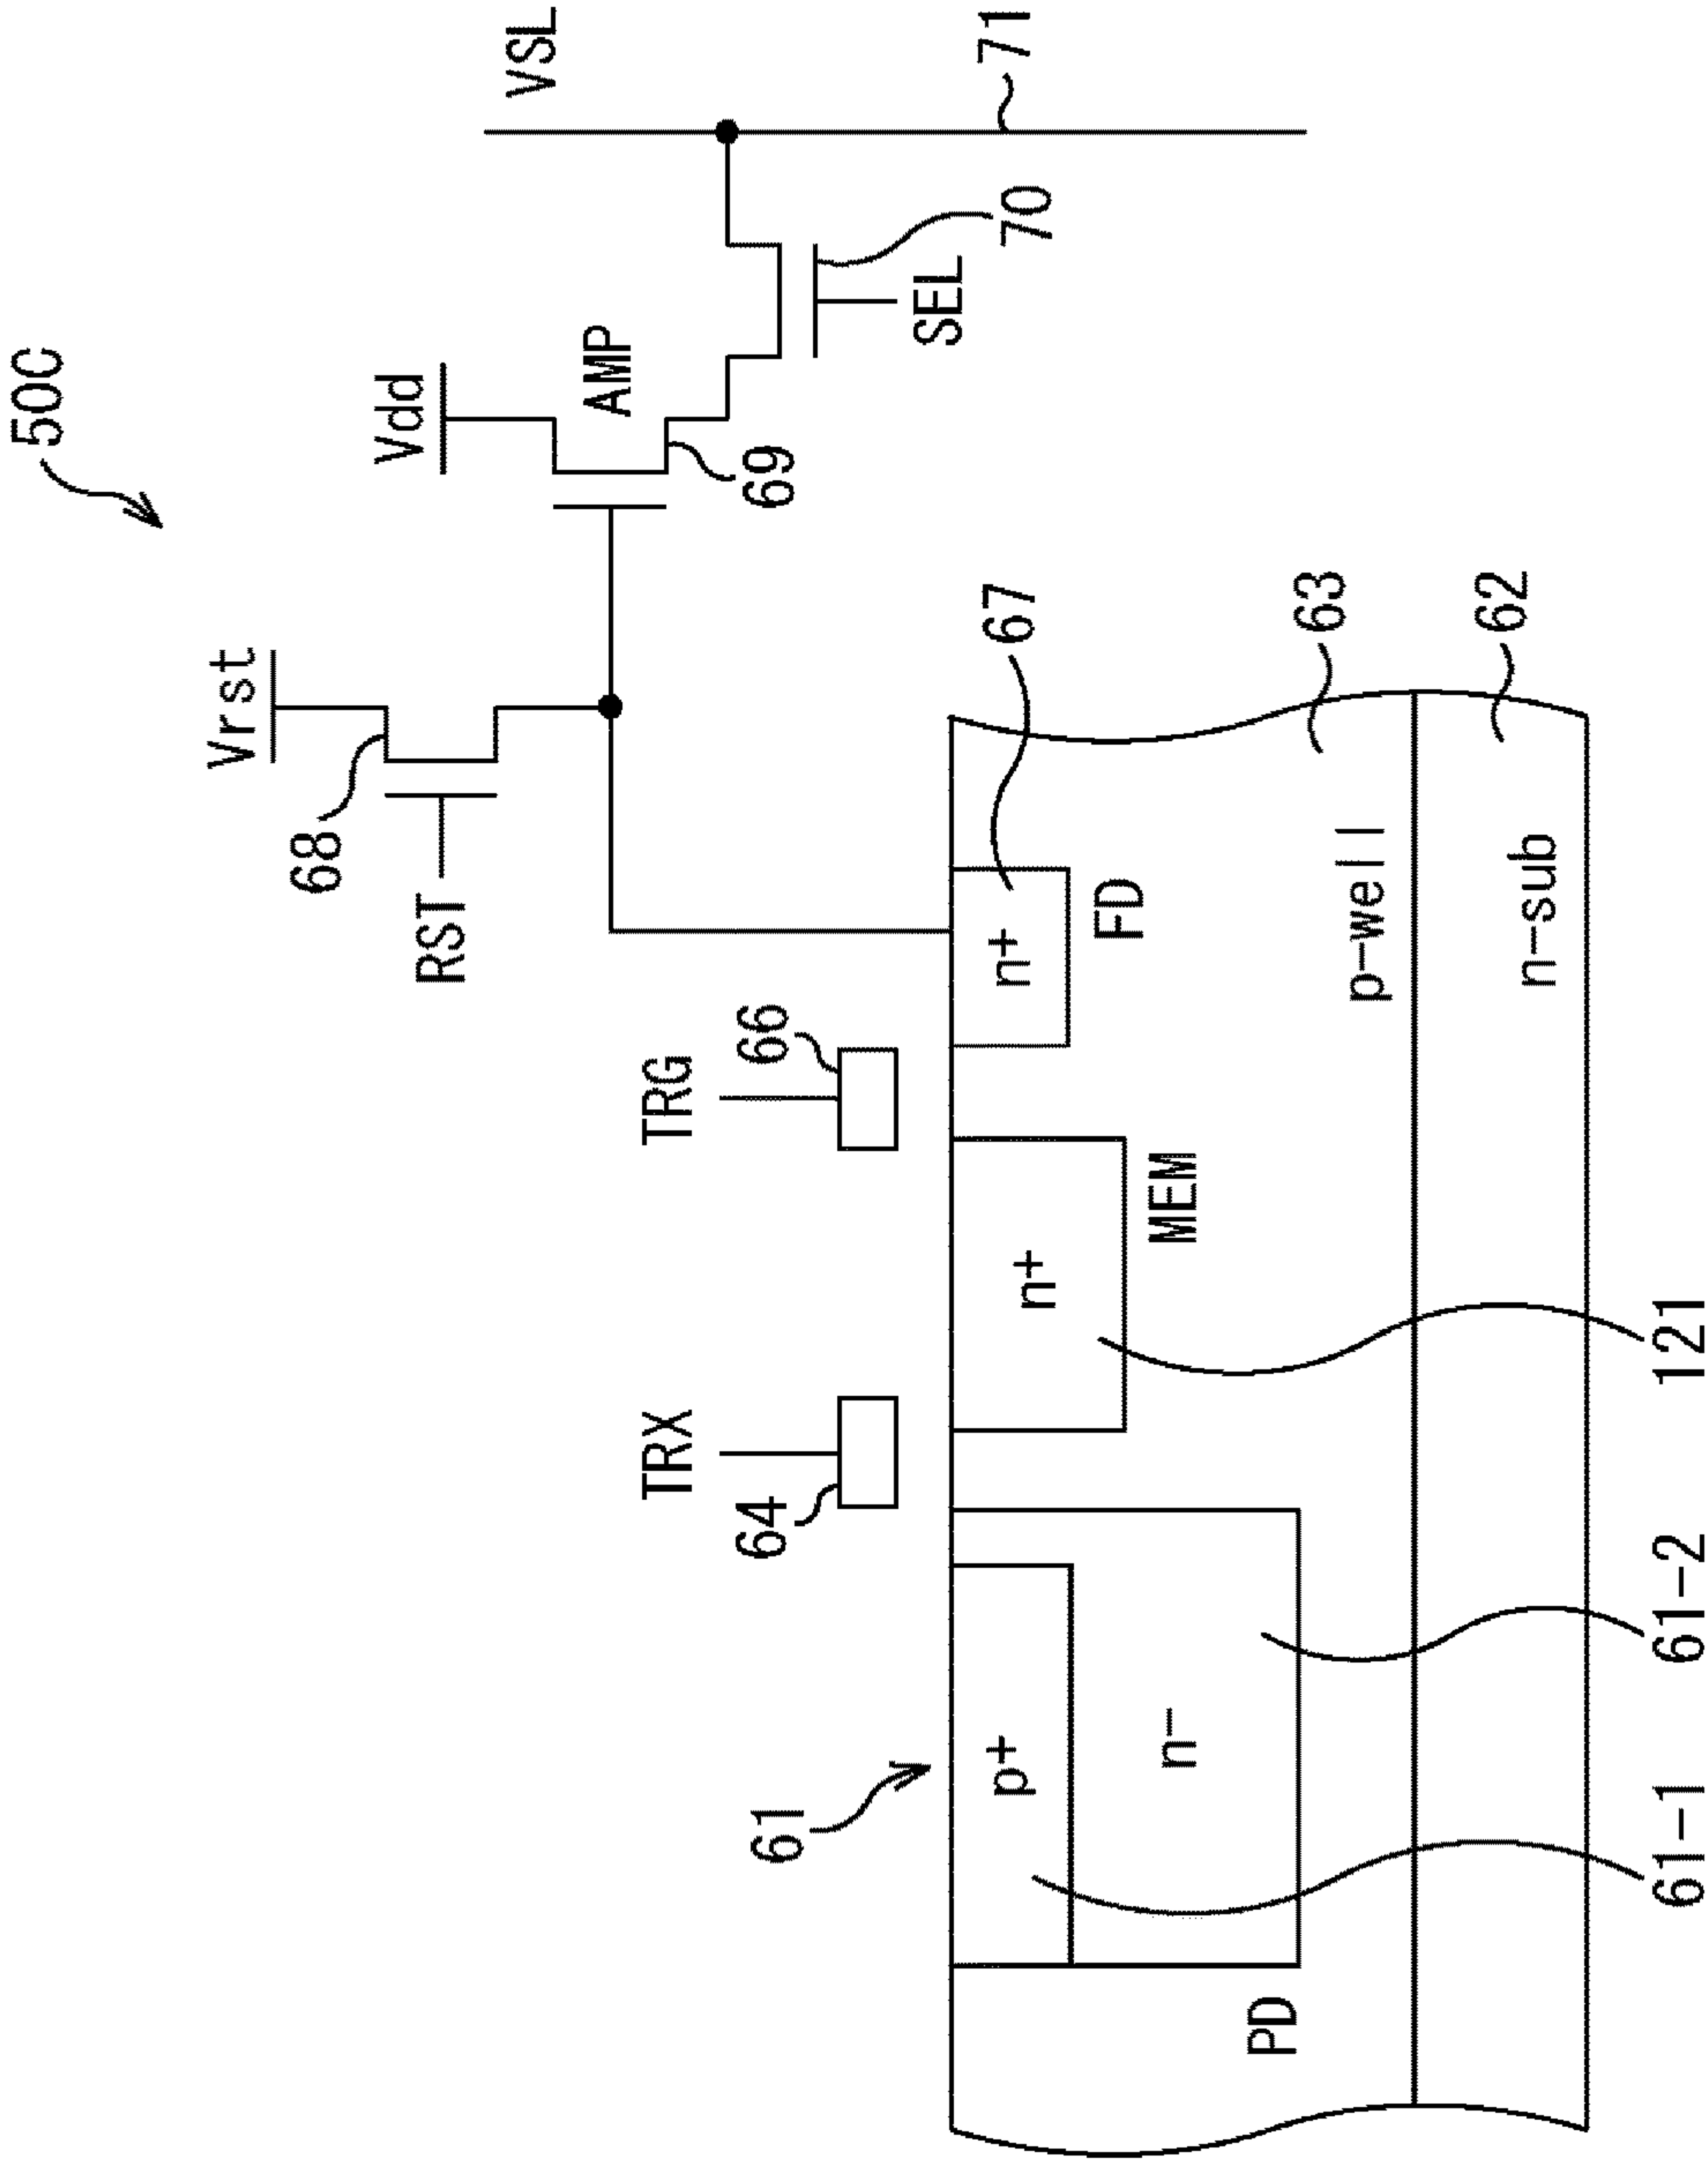 50C
VSL
Vdd
Vrst
AMP
68
69
RST
SEL
70
71
TRX
TRG
64
66
61
67
p+
n+
n+
FD
n-
MEM
PD
63
p-well
62
n-sub
61-1
61-2
121